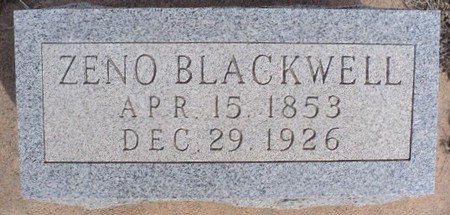 ZENO BLACKWELL
APR. 15. 1853
DEC. 29. 1926